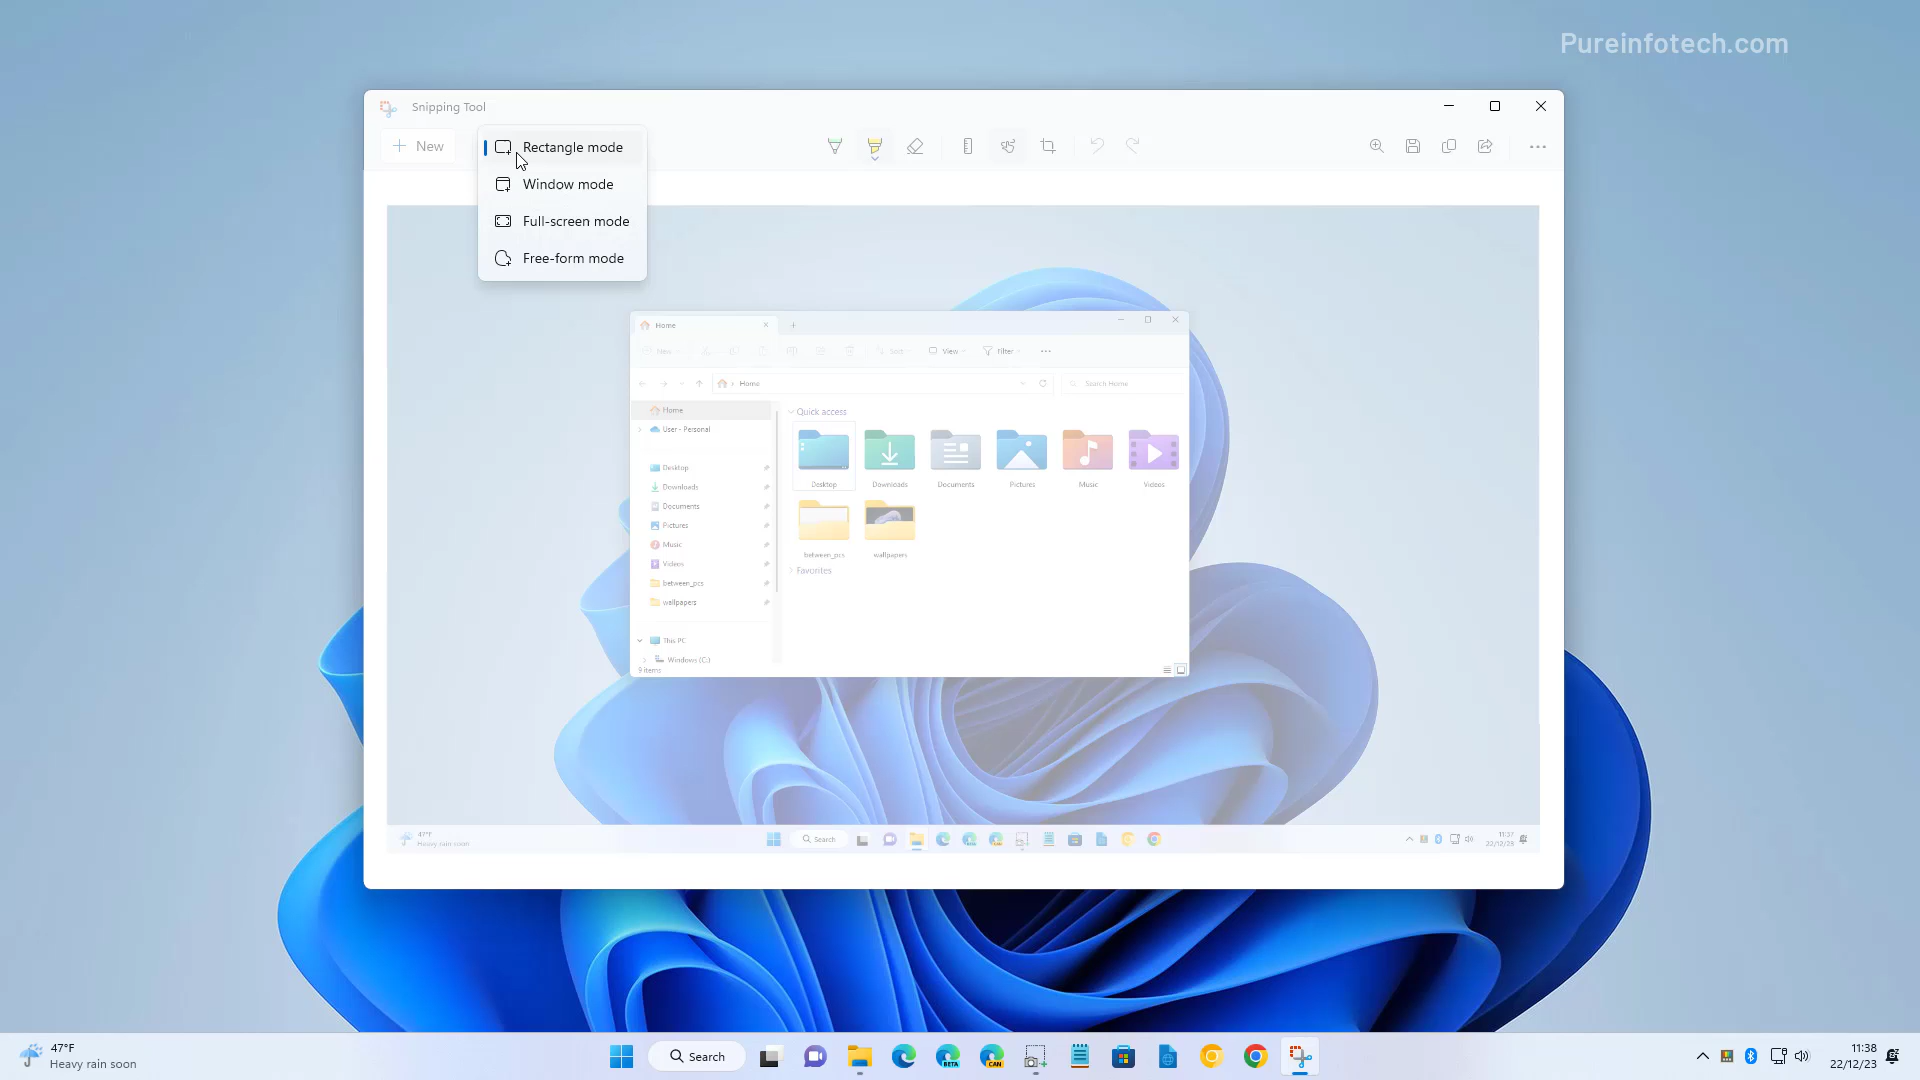 Pureinfotech.com
Snipping Tool
New
Rectangle mode
Window mode
Full-screen mode
Free-form mode
Home
New
Sort
View
Filter
Home
Search Home
Home
User - Personal
Desktop
Downloads
Documents
Pictures
Music
Videos
between_pcs
wallpapers
This PC
Windows (C:)
9 items
Quick access
Desktop
Downloads
Documents
Pictures
Music
Videos
between_pcs
wallpapers
Favorites
47°F
Heavy rain soon
Search
11:37
22/12/23
47°F
Heavy rain soon
Search
BETA
CAN
11:38
22/12/23